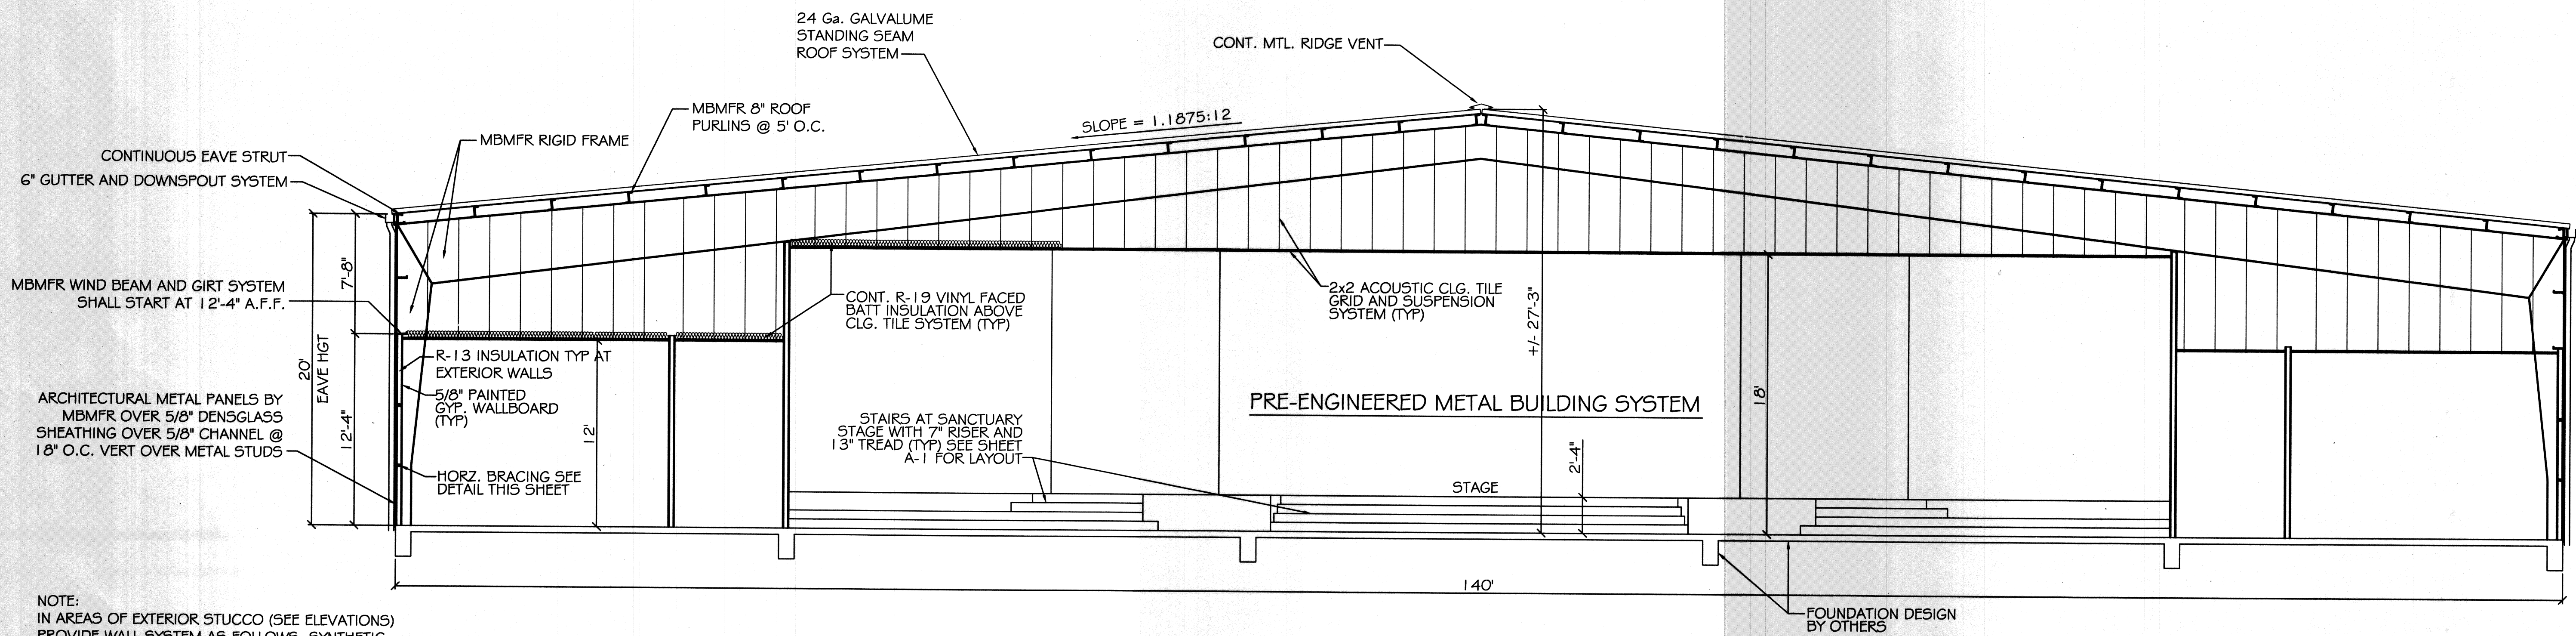 24 Ga. GALVALUME
STANDING SEAM
ROOF SYSTEM
CONT. MTL. RIDGE VENT
MBMFR 8" ROOF
PURLINS @ 5' O.C.
SLOPE = 1.1875:12
MBMFR RIGID FRAME
CONTINUOUS EAVE STRUT
6" GUTTER AND DOWNSPOUT SYSTEM
7'-8"
MBMFR WIND BEAM AND GIRT SYSTEM
SHALL START AT 12'-4" A.F.F.
20'
EAVE HGT
12'-4"
CONT. R-19 VINYL FACED
BATT INSULATION ABOVE
CLG. TILE SYSTEM (TYP)
2x2 ACOUSTIC CLG. TILE
GRID AND SUSPENSION
SYSTEM (TYP)
+/- 27'-3"
R-13 INSULATION TYP AT
EXTERIOR WALLS
5/8" PAINTED
GYP. WALLBOARD
(TYP)
12'
ARCHITECTURAL METAL PANELS BY
MBMFR OVER 5/8" DENSGLASS
SHEATHING OVER 5/8" CHANNEL @
18" O.C. VERT OVER METAL STUDS
PRE-ENGINEERED METAL BUILDING SYSTEM
18'
STAIRS AT SANCTUARY
STAGE WITH 7" RISER AND
13" TREAD (TYP) SEE SHEET
A-1 FOR LAYOUT
2'-4"
HORZ. BRACING SEE
DETAIL THIS SHEET
STAGE
140'
FOUNDATION DESIGN
BY OTHERS
NOTE:
IN AREAS OF EXTERIOR STUCCO (SEE ELEVATIONS)
PROVIDE WALL SYSTEM AS FOLLOWS. SYNTHETIC